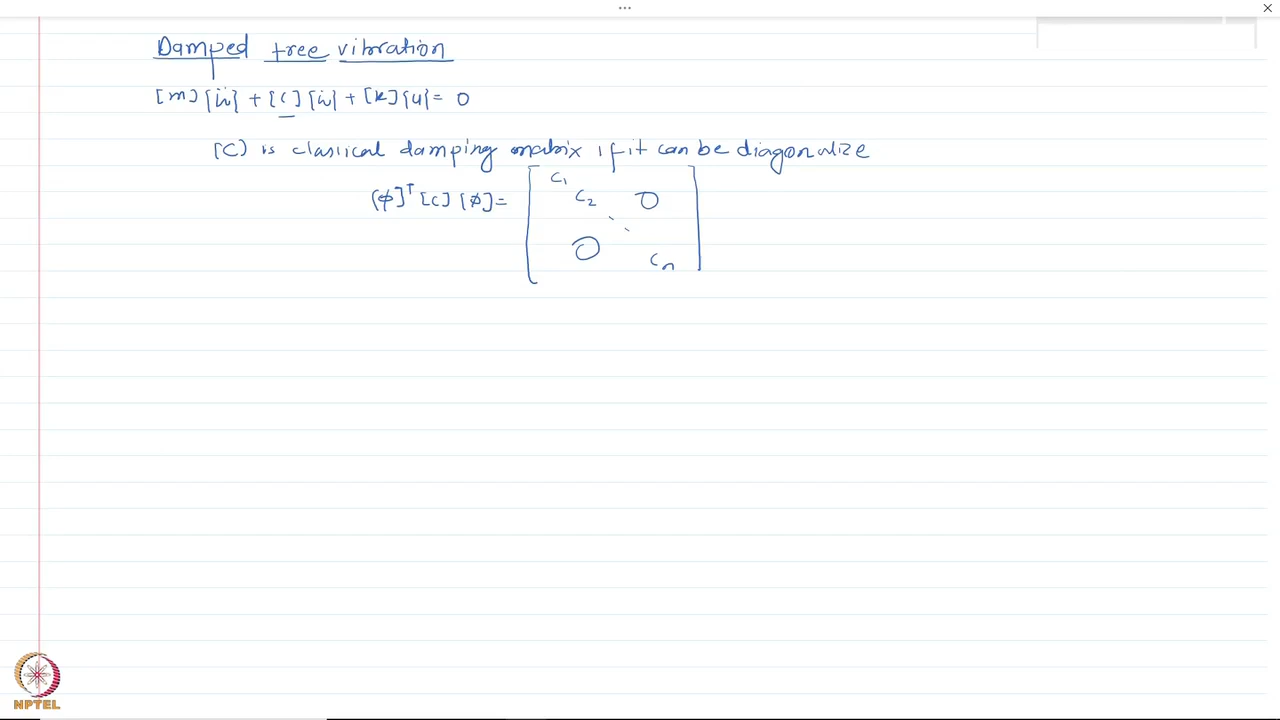 Damped free vibration
[m]{ü} + [c]{u̇} + [k]{u} = 0
[C] is classical damping matrix if it can be diagonalize
[ϕ]ᵀ [c] [ϕ] = [ c₁ c₂ 0 ⋱ 0 cₙ ]
NPTEL